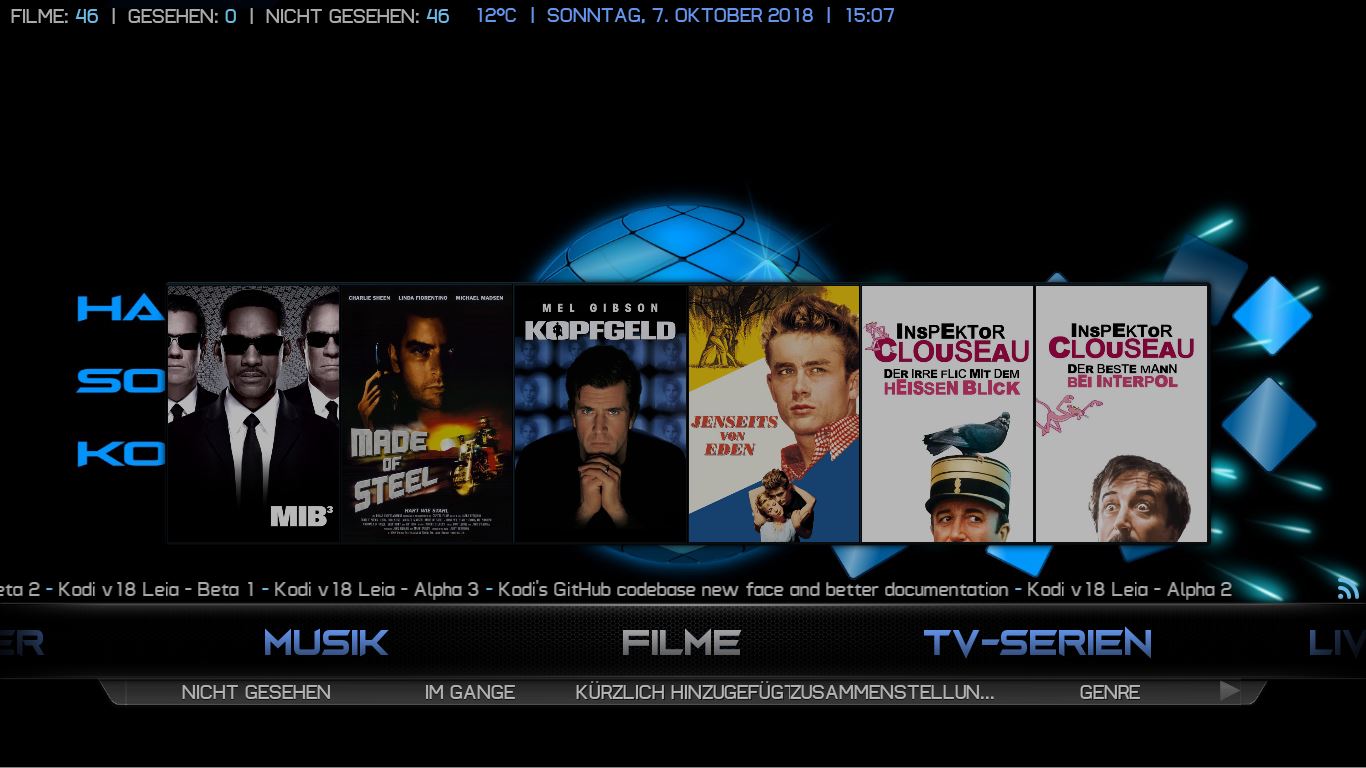 FILME: 46 | GESEHEN: 0 | NICHT GESEHEN: 46 12°C | SONNTAG, 7. OKTOBER 2018 | 15:07
HA
SO
KO
MIB³
CHARLIE SHEEN LINDA FIORENTINO MICHAEL MADSEN
MADE
OF
STEEL
HART WIE STAHL
MEL GIBSON
KOPFGELD
JENSEITS
VON
EDEN
INSPEKTOR
CLOUSEAU
DER IRRE FLIC MIT DEM
HEISSEN BLICK
INSPEKTOR
CLOUSEAU
DER BESTE MANN
BEI INTERPOL
eta 2 - Kodi v18 Leia - Beta 1 - Kodi v18 Leia - Alpha 3 - Kodi's GitHub codebase new face and better documentation - Kodi v18 Leia - Alpha 2
ER MUSIK FILME TV-SERIEN LIV
NICHT GESEHEN IM GANGE KÜRZLICH HINZUGEFÜGT ZUSAMMENSTELLUN... GENRE